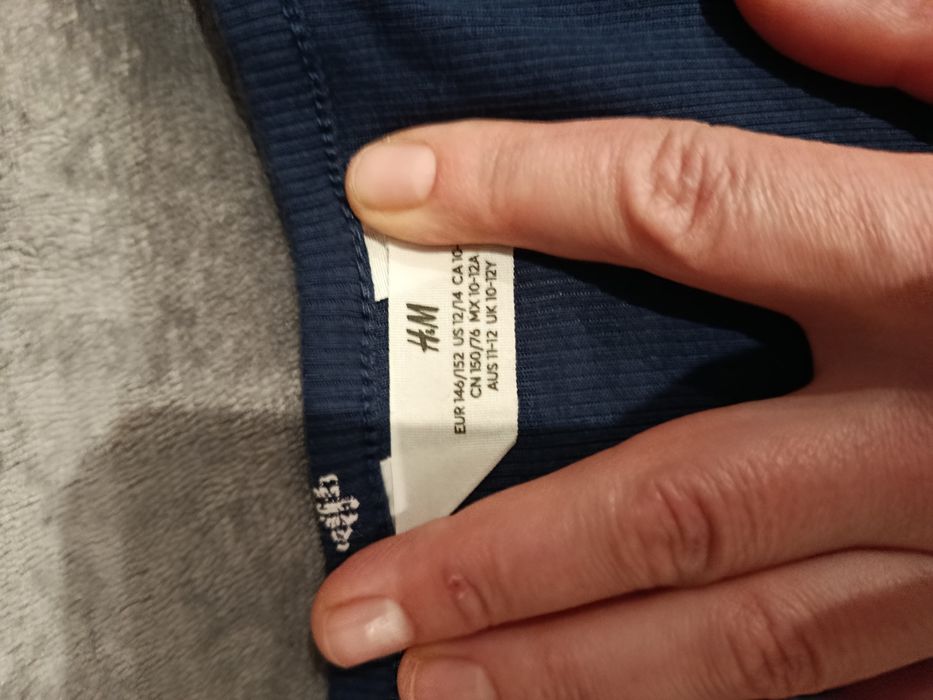 H&M
EUR 146/152 US 12/14 CA 10-
CN 150/76 MX 10-12A
AUS 11-12 UK 10-12Y